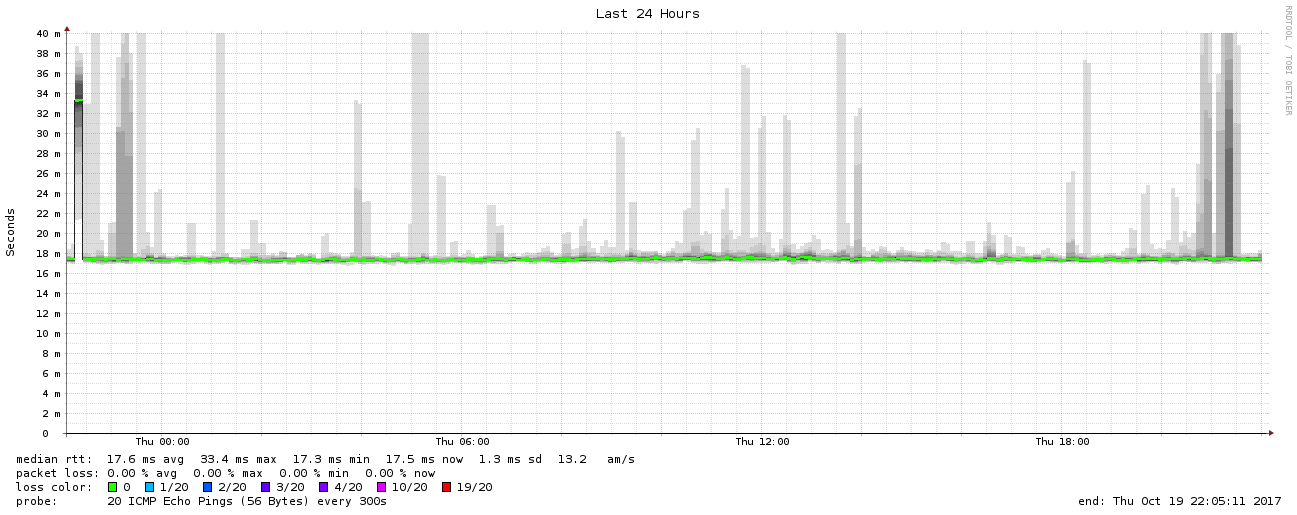 Last 24 Hours
RRDTOOL / TOBI OETIKER
Seconds
40 m
38 m
36 m
34 m
32 m
30 m
28 m
26 m
24 m
22 m
20 m
18 m
16 m
14 m
12 m
10 m
8 m
6 m
4 m
2 m
0
Thu 00:00 Thu 06:00 Thu 12:00 Thu 18:00
median rtt: 17.6 ms avg 33.4 ms max 17.3 ms min 17.5 ms now 1.3 ms sd 13.2 am/s
packet loss: 0.00 % avg 0.00 % max 0.00 % min 0.00 % now
loss color: 0 1/20 2/20 3/20 4/20 10/20 19/20
probe: 20 ICMP Echo Pings (56 Bytes) every 300s end: Thu Oct 19 22:05:11 2017